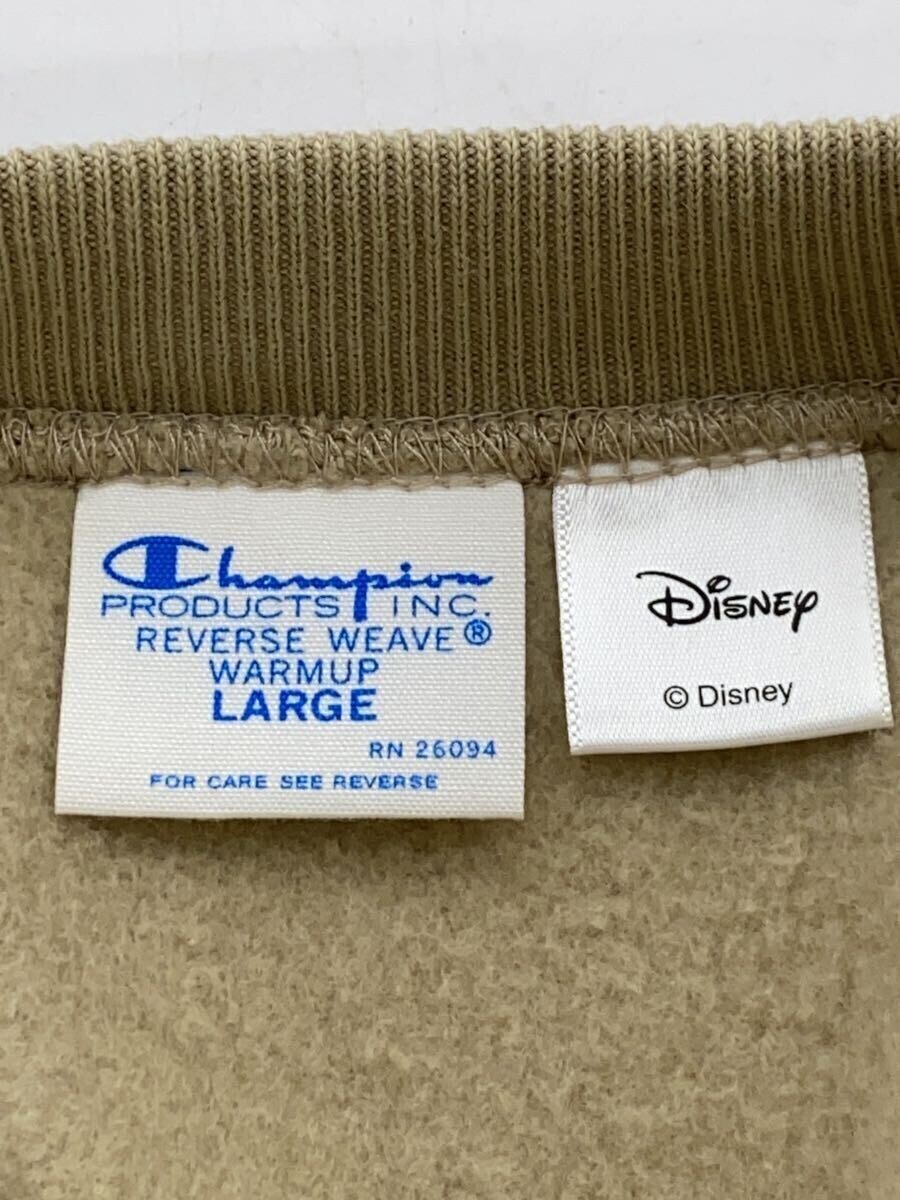 Champion
PRODUCTS INC.
REVERSE WEAVE®
WARMUP
LARGE
RN 26094
FOR CARE SEE REVERSE
Disney
© Disney